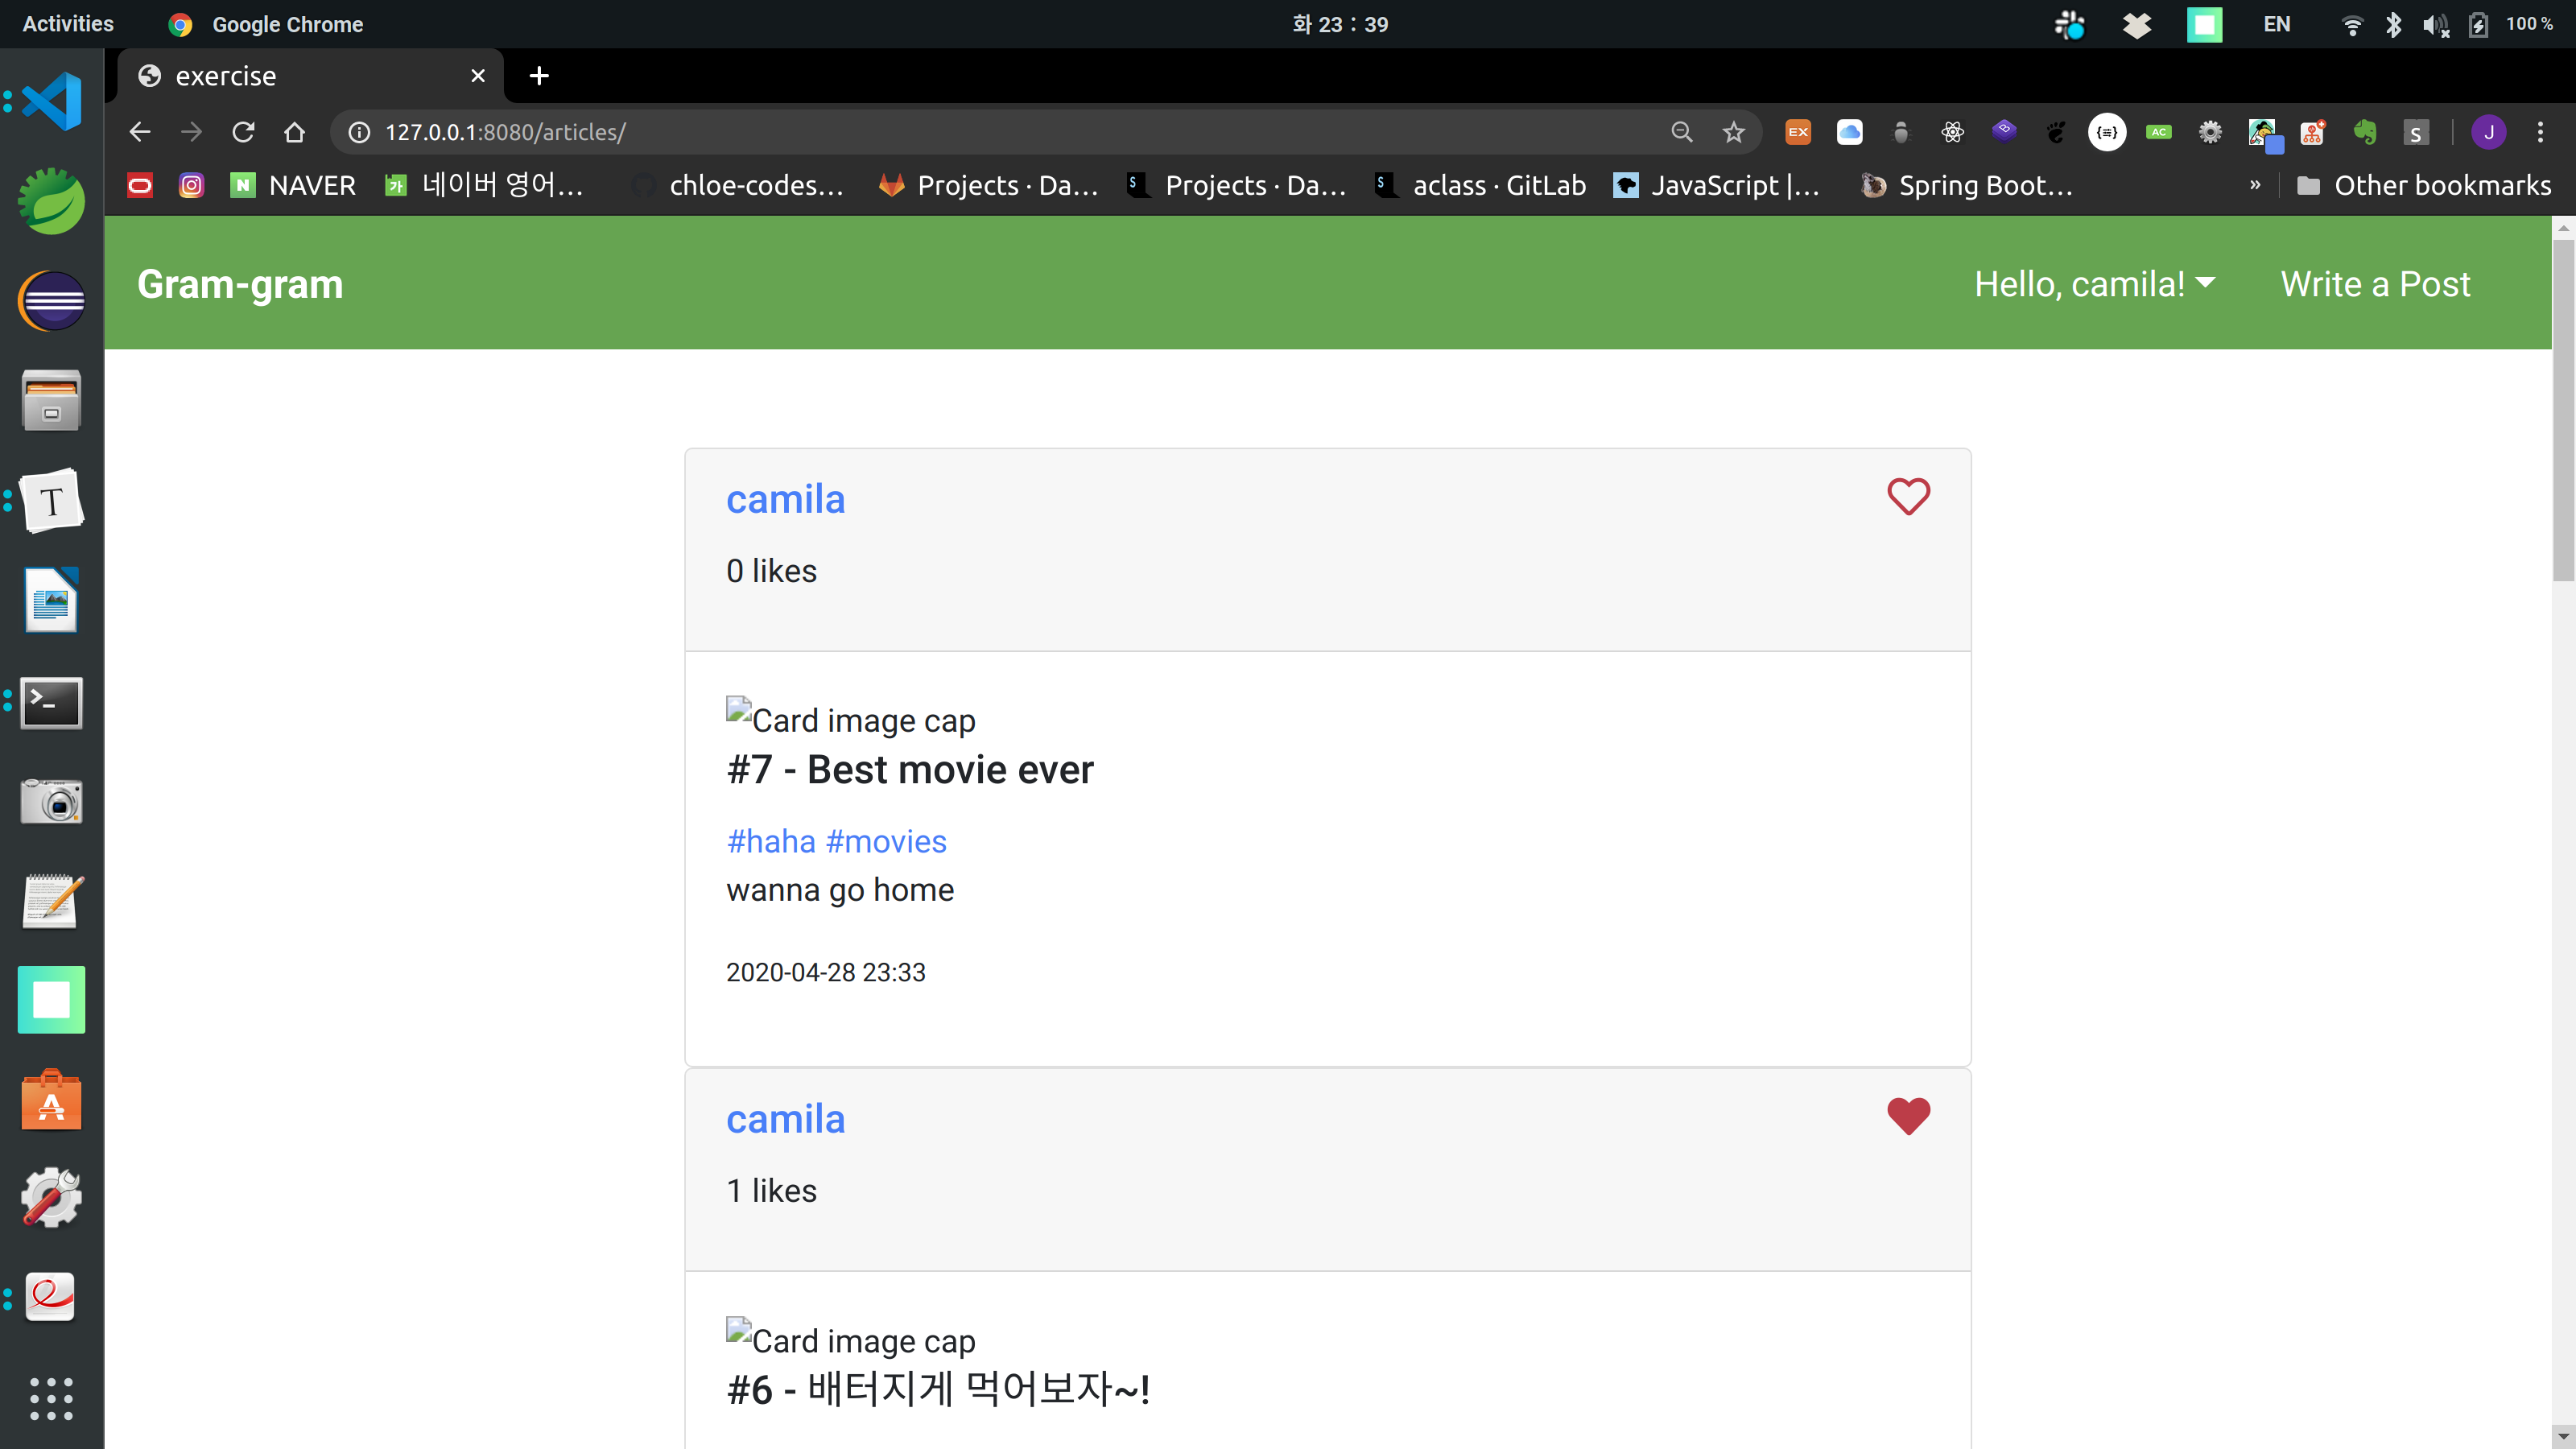 Activities
Google Chrome
화 23 : 39
EN
100 %
exercise
127.0.0.1:8080/articles/
EX
AC
S
J
NAVER
네이버 영어…
chloe-codes…
Projects · Da…
Projects · Da…
aclass · GitLab
JavaScript |…
Spring Boot…
»
Other bookmarks
Gram-gram
Hello, camila!
Write a Post
camila
0 likes
Card image cap
#7 - Best movie ever
#haha #movies
wanna go home
2020-04-28 23:33
camila
1 likes
Card image cap
#6 - 배터지게 먹어보자~!